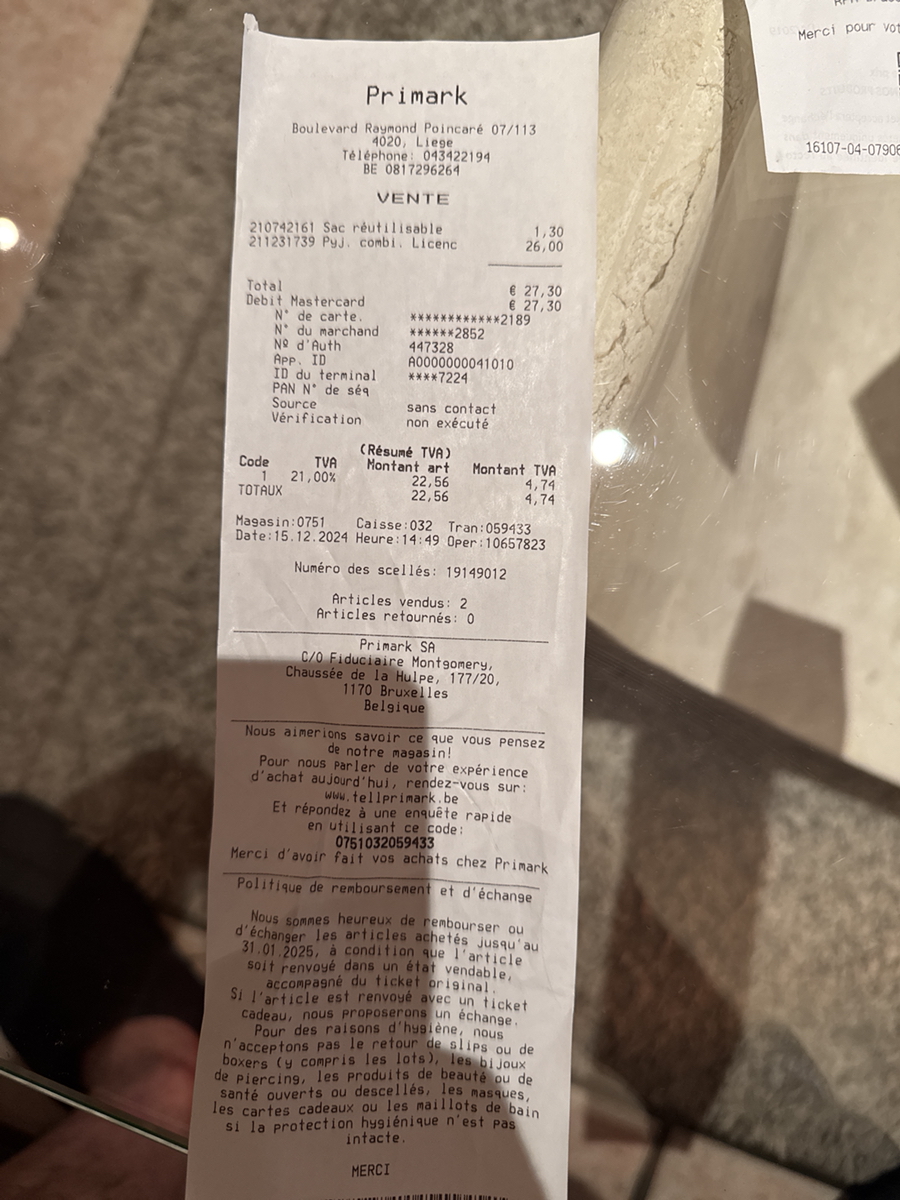 Primark
Boulevard Raymond Poincaré 07/113
4020, Liege
Téléphone: 043422194
BE 0817296264
VENTE
210742161 Sac réutilisable 1,30
211231739 Pyj. combi. Licenc 26,00
Total € 27,30
Debit Mastercard € 27,30
N° de carte. ************2189
N° du marchand ******2852
Nº d'Auth 447328
App. ID A0000000041010
ID du terminal ****7224
PAN N° de séq
Source sans contact
Vérification non exécuté
(Résumé TVA)
Code TVA Montant art Montant TVA
1 21,00% 22,56 4,74
TOTAUX 22,56 4,74
Magasin:0751 Caisse:032 Tran:059433
Date:15.12.2024 Heure:14:49 Oper:10657823
Numéro des scellés: 19149012
Articles vendus: 2
Articles retournés: 0
Primark SA
C/O Fiduciaire Montgomery,
Chaussée de la Hulpe, 177/20,
1170 Bruxelles
Belgique
Nous aimerions savoir ce que vous pensez
de notre magasin!
Pour nous parler de votre expérience
d'achat aujourd'hui, rendez-vous sur:
www.tellprimark.be
Et répondez à une enquête rapide
en utilisant ce code:
0751032059433
Merci d'avoir fait vos achats chez Primark
Politique de remboursement et d'échange
Nous sommes heureux de rembourser ou
d'échanger les articles achetés jusqu'au
31.01.2025, à condition que l'article
soit renvoyé dans un état vendable,
accompagné du ticket original.
Si l'article est renvoyé avec un ticket
cadeau, nous proposerons un échange.
Pour des raisons d'hygiène, nous
n'acceptons pas le retour de slips ou de
boxers (y compris les lots), les bijoux
de piercing, les produits de beauté ou de
santé ouverts ou descellés, les masques,
les cartes cadeaux ou les maillots de bain
si la protection hygiénique n'est pas
intacte.
MERCI
Merci pour
16107-04-0790